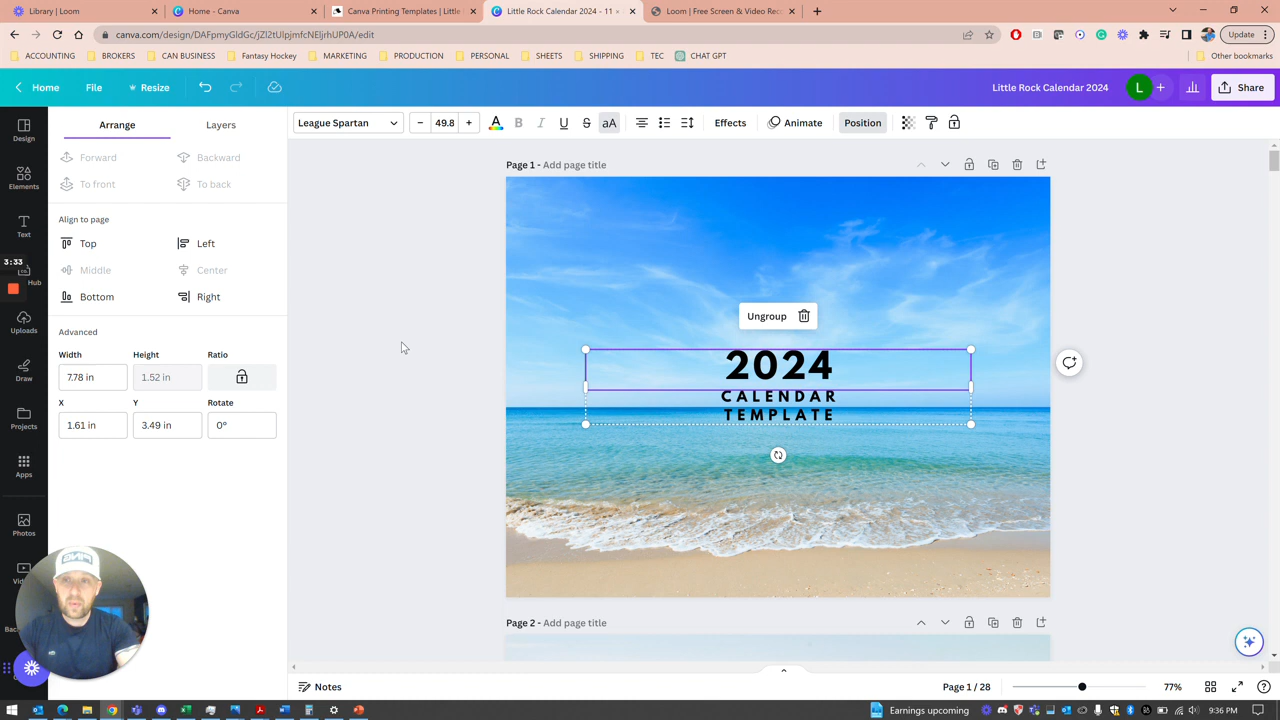 Library | Loom
Home - Canva
Canva Printing Templates | Little
Little Rock Calendar 2024 - 11 ×
Loom | Free Screen & Video Rec
canva.com/design/DAFpmyGldGc/jZl2tUlpjmfcNEljrhUP0A/edit
Update
ACCOUNTING
BROKERS
CAN BUSINESS
Fantasy Hockey
MARKETING
PRODUCTION
PERSONAL
SHEETS
SHIPPING
TEC
CHAT GPT
Other bookmarks
Home
File
Resize
Little Rock Calendar 2024
L
Share
Design
Elements
Text
3:33
Hub
Uploads
Draw
Projects
Apps
Photos
Arrange
Layers
Forward
Backward
To front
To back
Align to page
Top
Left
Middle
Center
Bottom
Right
Advanced
Width
Height
Ratio
7.78 in
1.52 in
X
Y
Rotate
1.61 in
3.49 in
0°
League Spartan
49.8
A
B
I
U
S
aA
Effects
Animate
Position
Page 1 - Add page title
Ungroup
2024
CALENDAR
TEMPLATE
Page 2 - Add page title
Notes
Page 1 / 28
77%
Earnings upcoming
9:36 PM